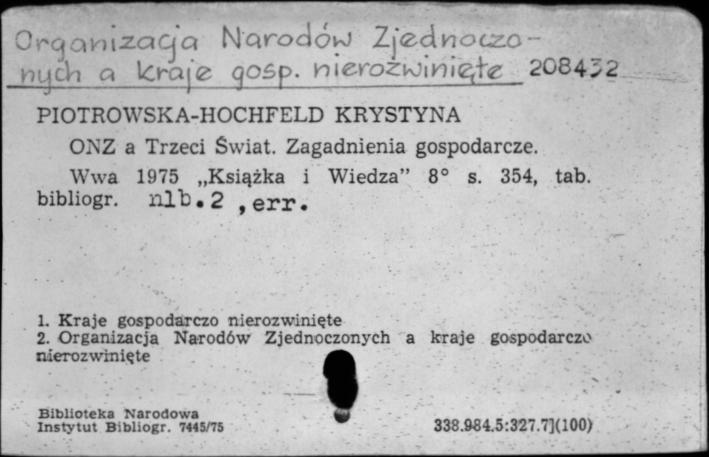 Organizacja Narodów Zjednoczo-
nych a kraje gosp. nierozwinięte 208432
PIOTROWSKA-HOCHFELD KRYSTYNA
ONZ a Trzeci Świat. Zagadnienia gospodarcze.
Wwa 1975 „Książka i Wiedza” 8° s. 354, tab.
bibliogr. nlb.2 ,err.
1. Kraje gospodarczo nierozwinięte
2. Organizacja Narodów Zjednoczonych a kraje gospodarczo
nierozwinięte
Biblioteka Narodowa
Instytut Bibliogr. 7445/75
338.984.5:327.7](100)